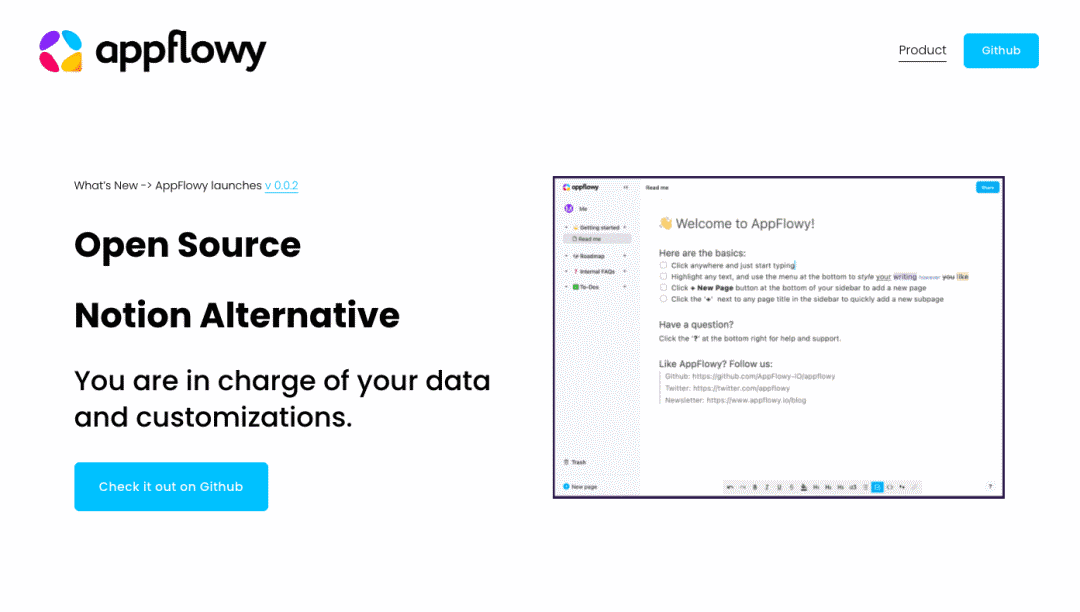 appflowy
Product
Github
What's New -> AppFlowy launches v 0.0.2
Open Source
Notion Alternative
You are in charge of your data
and customizations.
Check it out on Github
appflowy
Read me
Share
Me
Getting started
Read me
Roadmap
? Internal FAQs
To-Dos
Trash
New page
👋 Welcome to AppFlowy!
Here are the basics:
Click anywhere and just start typing
Highlight any text, and use the menu at the bottom to style your writing however you like
Click + New Page button at the bottom of your sidebar to add a new page
Click the '+' next to any page title in the sidebar to quickly add a new subpage
Have a question?
Click the '?' at the bottom right for help and support.
Like AppFlowy? Follow us:
Github: https://github.com/AppFlowy-IO/appflowy
Twitter: https://twitter.com/appflowy
Newsletter: https://www.appflowy.io/blog
B I U S
?